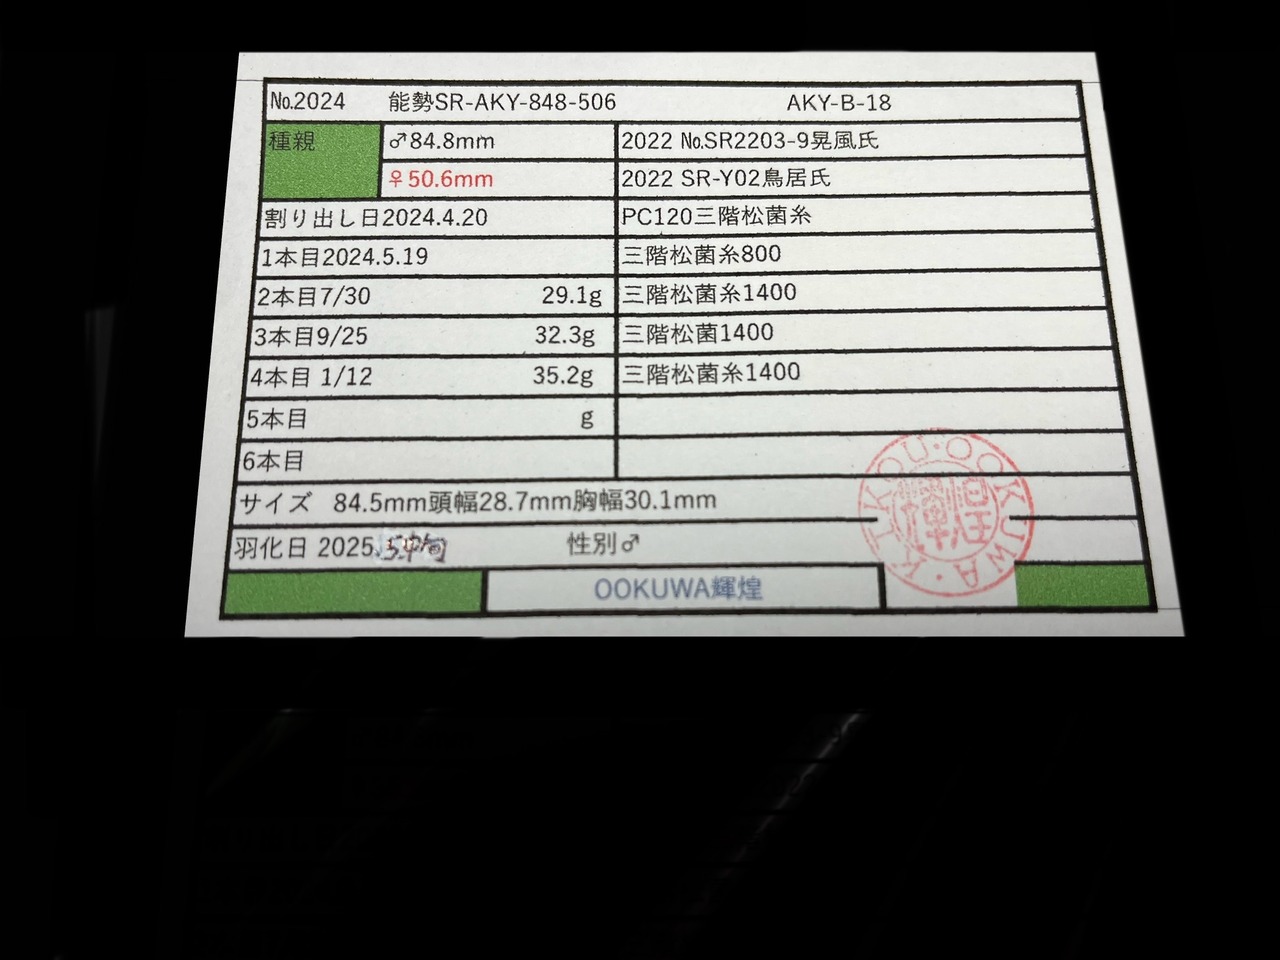 №2024 能勢SR-AKY-848-506 AKY-B-18
種親 ♂84.8mm 2022 №SR2203-9晃風氏
♀50.6mm 2022 SR-Y02鳥居氏
割り出し日2024.4.20 PC120三階松菌糸
1本目2024.5.19 三階松菌糸800
2本目7/30 29.1g 三階松菌糸1400
3本目9/25 32.3g 三階松菌1400
4本目 1/12 35.2g 三階松菌糸1400
5本目 g
6本目
サイズ 84.5mm頭幅28.7mm胸幅30.1mm
羽化日 2025.5中旬 性別♂
OOKUWA輝煌
KIKOU·OOKUWA·
輝煌